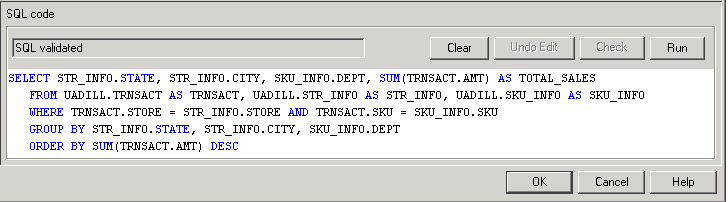 SQL code
SQL validated
Clear Undo Edit Check Run
SELECT STR_INFO.STATE, STR_INFO.CITY, SKU_INFO.DEPT, SUM(TRNSACT.AMT) AS TOTAL_SALES
FROM UADILL.TRNSACT AS TRNSACT, UADILL.STR_INFO AS STR_INFO, UADILL.SKU_INFO AS SKU_INFO
WHERE TRNSACT.STORE = STR_INFO.STORE AND TRNSACT.SKU = SKU_INFO.SKU
GROUP BY STR_INFO.STATE, STR_INFO.CITY, SKU_INFO.DEPT
ORDER BY SUM(TRNSACT.AMT) DESC
OK Cancel Help